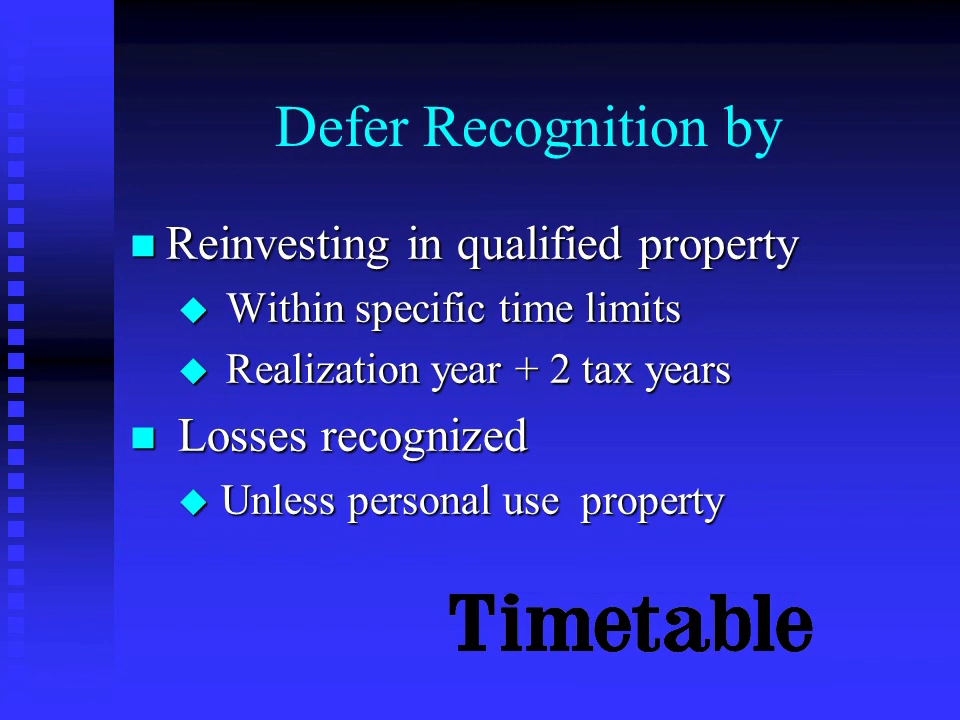 Defer Recognition by
Reinvesting in qualified property
Within specific time limits
Realization year + 2 tax years
Losses recognized
Unless personal use property
Timetable